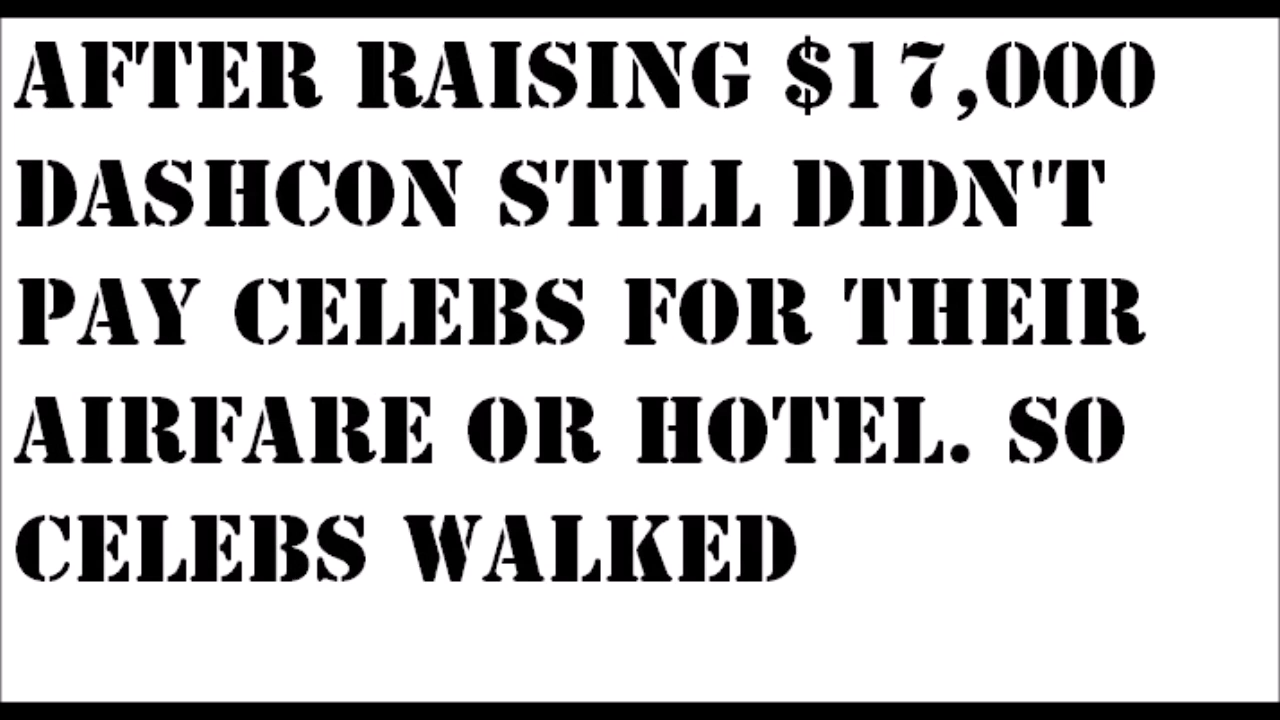 AFTER RAISING $17,000
DASHCON STILL DIDN'T
PAY CELEBS FOR THEIR
AIRFARE OR HOTEL. SO
CELEBS WALKED